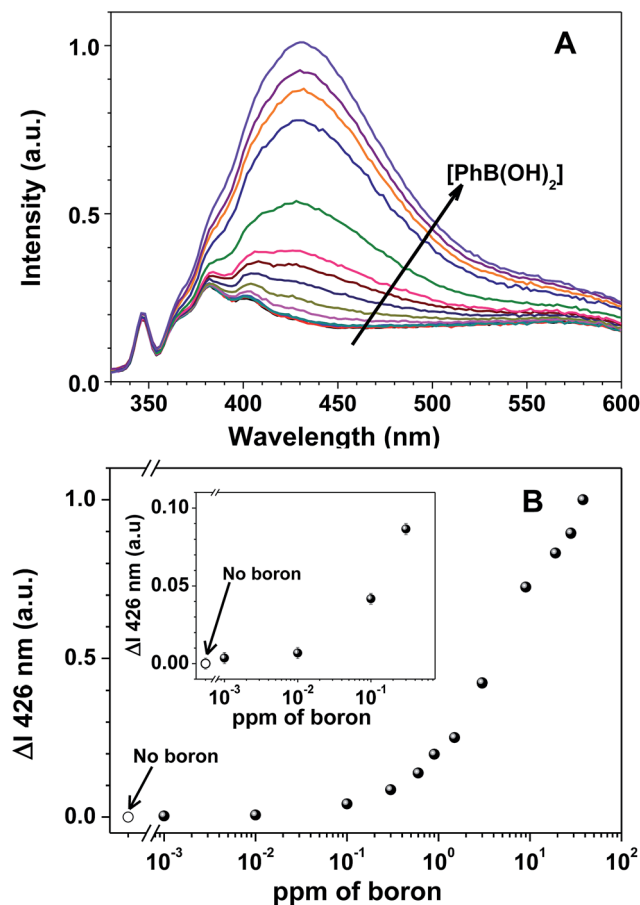 A
1.0
0.5
0.0
Intensity (a.u.)
[PhB(OH)2]
350 400 450 500 550 600
Wavelength (nm)
B
1.0
0.5
0.0
ΔI 426 nm (a.u.)
No boron
10-3 10-2 10-1 100 101 102
ppm of boron
0.10
0.05
0.00
ΔI 426 nm (a.u)
No boron
10-3 10-2 10-1
ppm of boron